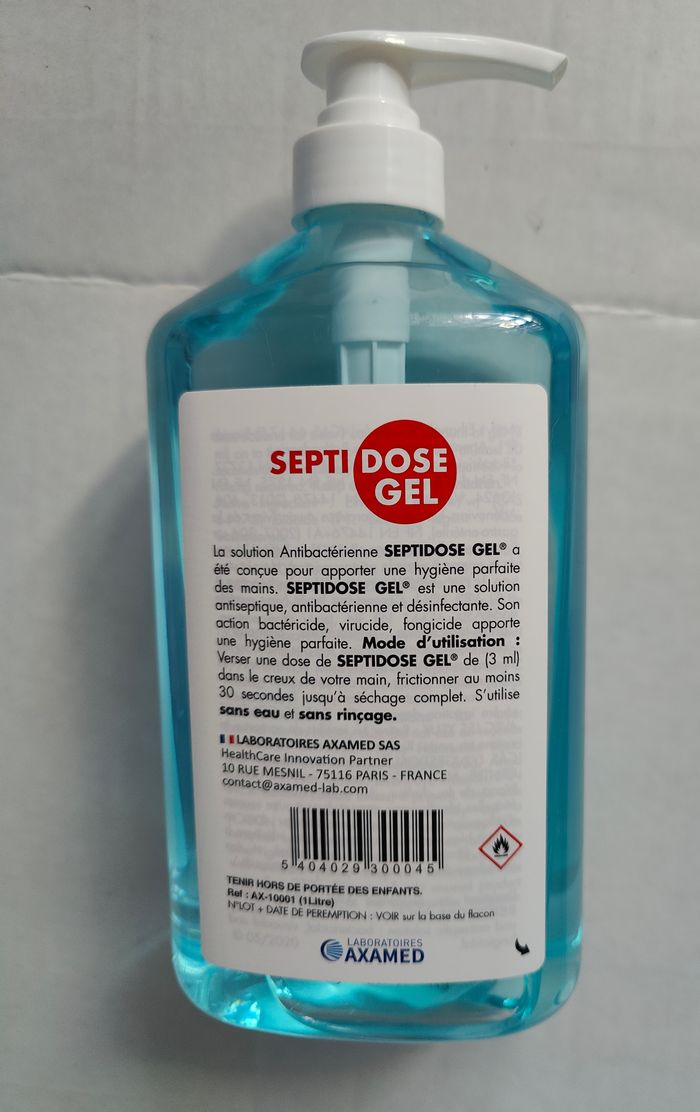 SEPTI DOSE
GEL
La solution Antibactérienne SEPTIDOSE GEL® a
été conçue pour apporter une hygiène parfaite
des mains. SEPTIDOSE GEL® est une solution
antiseptique, antibactérienne et désinfectante. Son
action bactéricide, virucide, fongicide apporte
une hygiène parfaite. Mode d'utilisation :
Verser une dose de SEPTIDOSE GEL® de (3 ml)
dans le creux de votre main, frictionner au moins
30 secondes jusqu'à séchage complet. S'utilise
sans eau et sans rinçage.
LABORATOIRES AXAMED SAS
HealthCare Innovation Partner
10 RUE MESNIL - 75116 PARIS - FRANCE
contact@axamed-lab.com
5 404029 300045
TENIR HORS DE PORTÉE DES ENFANTS.
Ref : AX-10001 (1Litre)
N°LOT + DATE DE PEREMPTION : VOIR sur la base du flacon
© 05/2020
LABORATOIRES
AXAMED